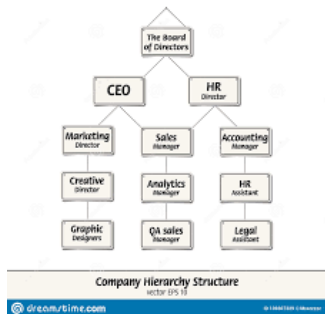 The Board
of Directors
CEO
HR
Director
Marketing
Director
Sales
Manager
Accounting
Manager
Creative
Director
Analytics
Manager
HR
Assistant
Graphic
Designers
QA sales
Manager
Legal
Assistant
Company Hierarchy Structure
vector EPS 10
dreamstime.com